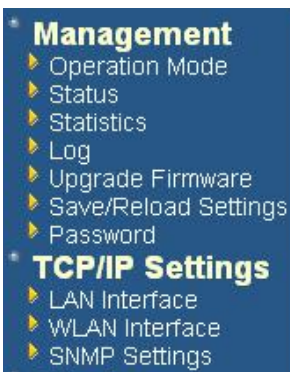 Management
Operation Mode
Status
Statistics
Log
Upgrade Firmware
Save/Reload Settings
Password
TCP/IP Settings
LAN Interface
WLAN Interface
SNMP Settings